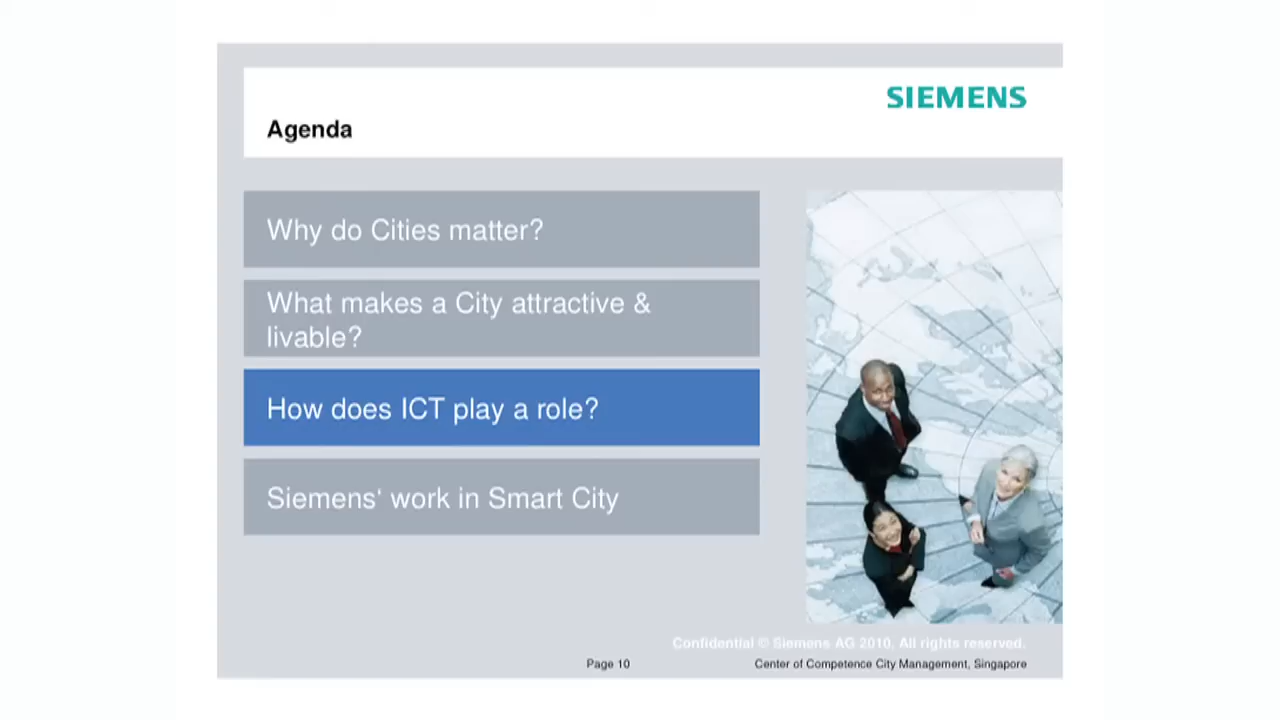 SIEMENS
Agenda
Why do Cities matter?
What makes a City attractive &
livable?
How does ICT play a role?
Siemens‘ work in Smart City
Confidential © Siemens AG 2010. All rights reserved.
Page 10
Center of Competence City Management, Singapore